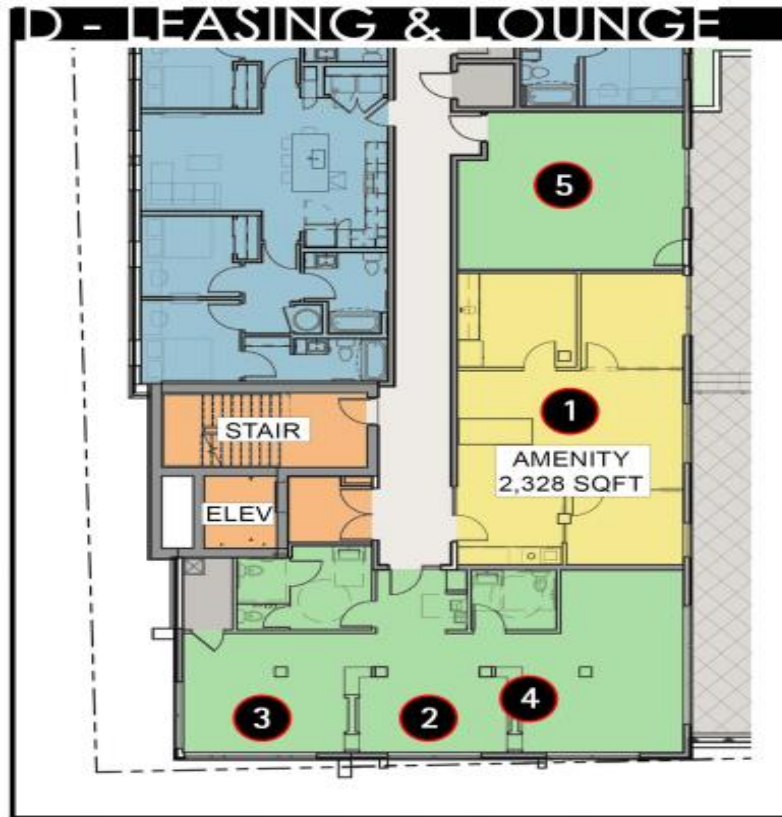 D - LEASING & LOUNGE
5
1
STAIR
AMENITY
2,328 SQFT
ELEV
4
3
2